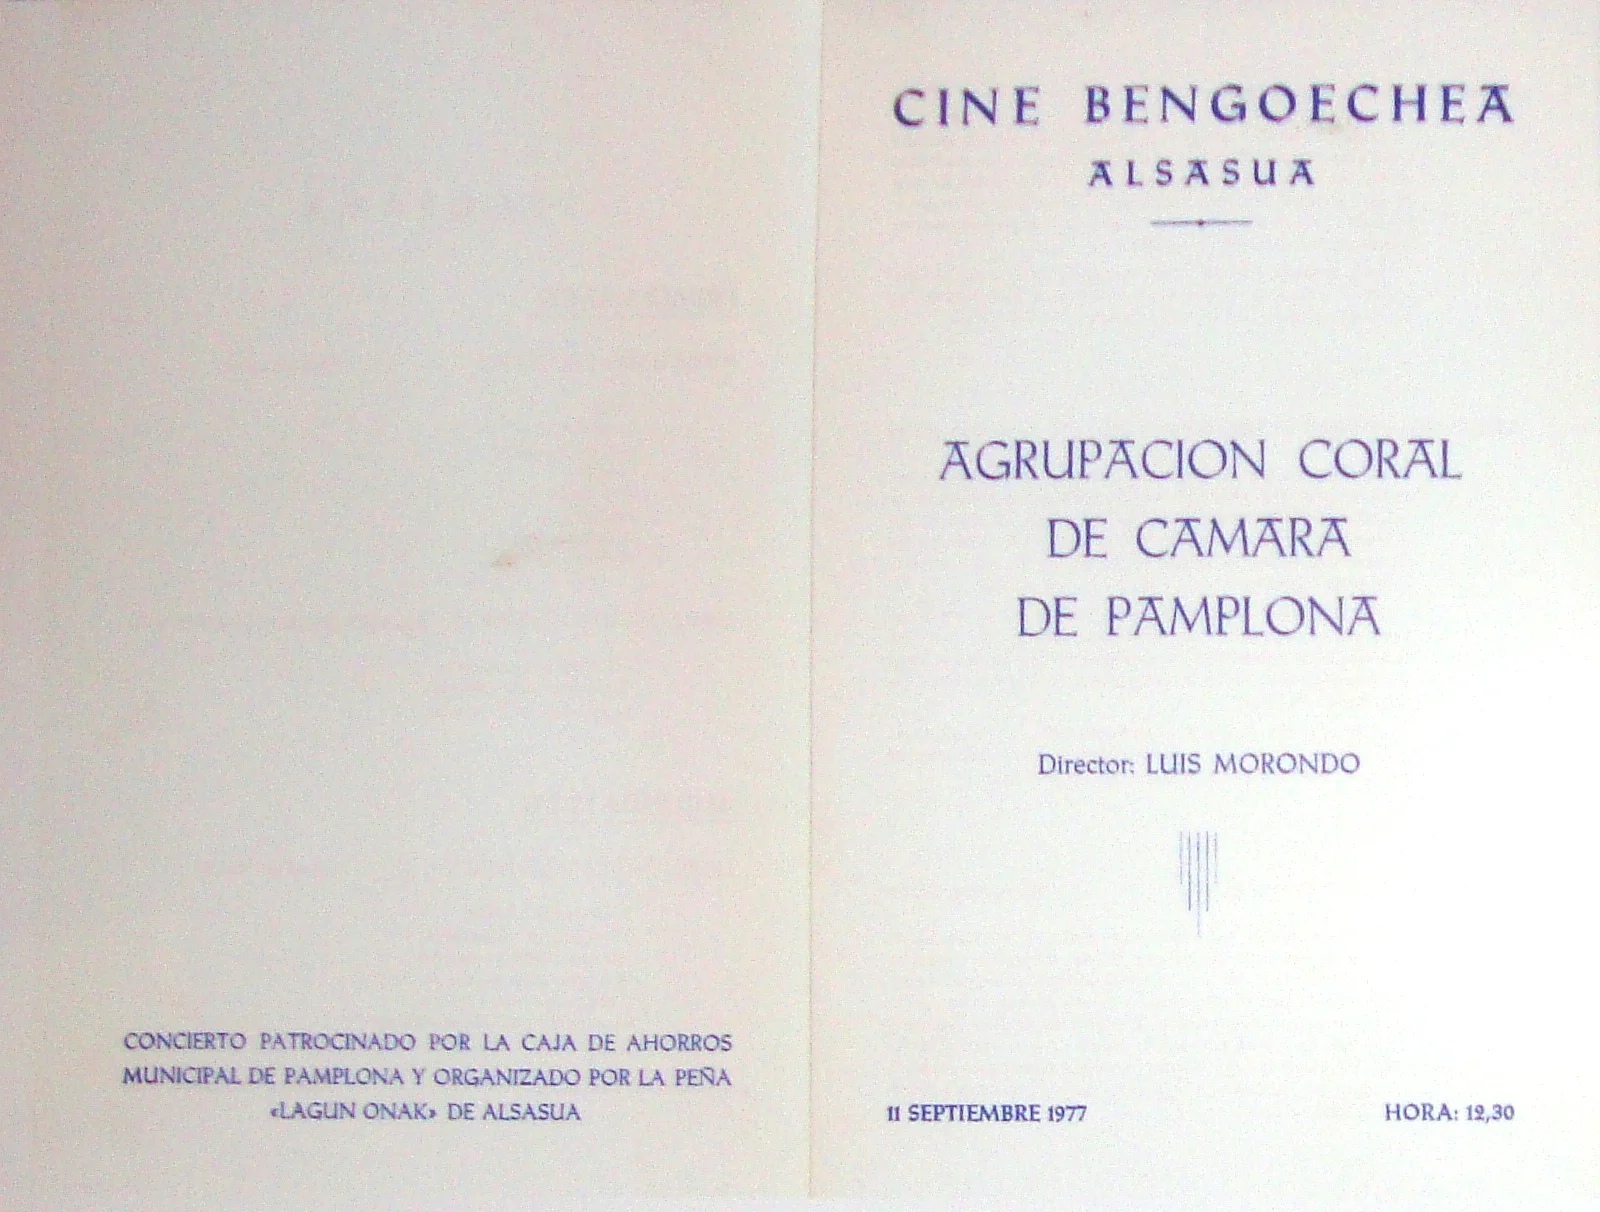 CONCIERTO PATROCINADO POR LA CAJA DE AHORROS
MUNICIPAL DE PAMPLONA Y ORGANIZADO POR LA PEÑA
«LAGUN ONAK» DE ALSASUA
CINE BENGOECHEA
ALSASUA
AGRUPACION CORAL
DE CAMARA
DE PAMPLONA
Director: LUIS MORONDO
11 SEPTIEMBRE 1977
HORA: 12,30